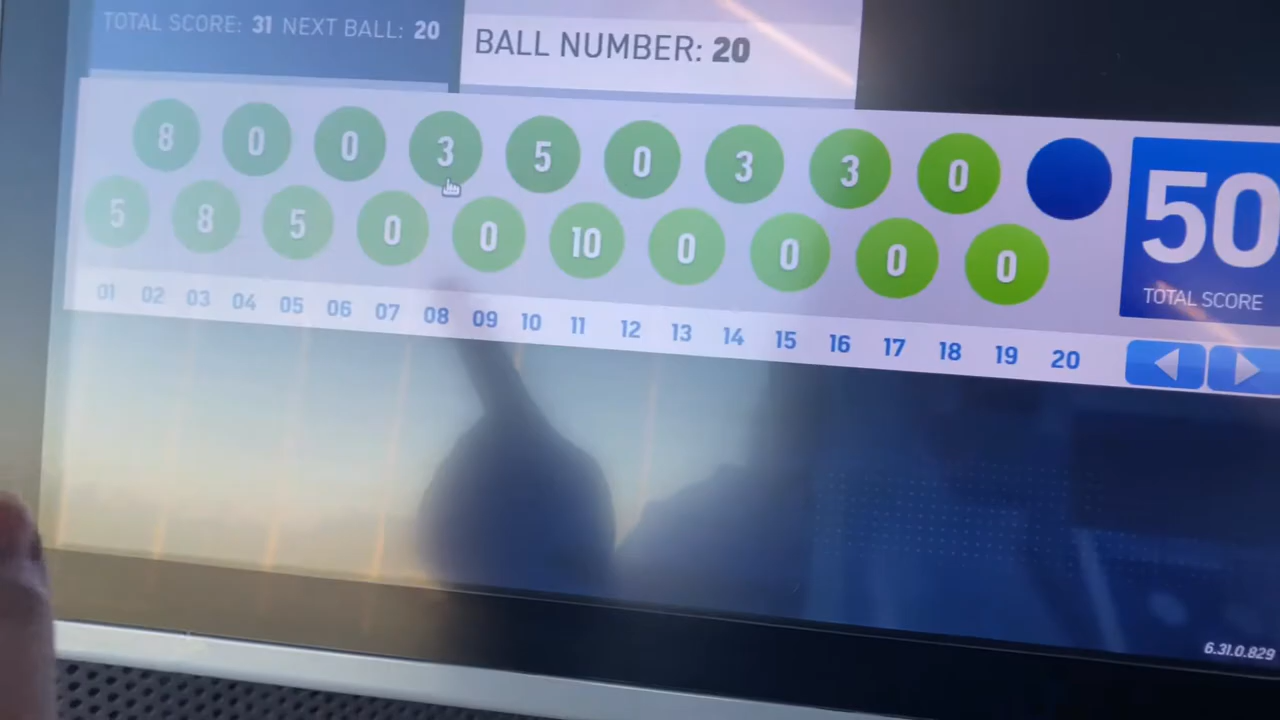 TOTAL SCORE: 31 NEXT BALL: 20
BALL NUMBER: 20
8 0 0 3 5 0 3 3 0
5 8 5 0 0 10 0 0 0 0
50
TOTAL SCORE
01 02 03 04 05 06 07 08 09 10 11 12 13 14 15 16 17 18 19 20
6.31.0.829